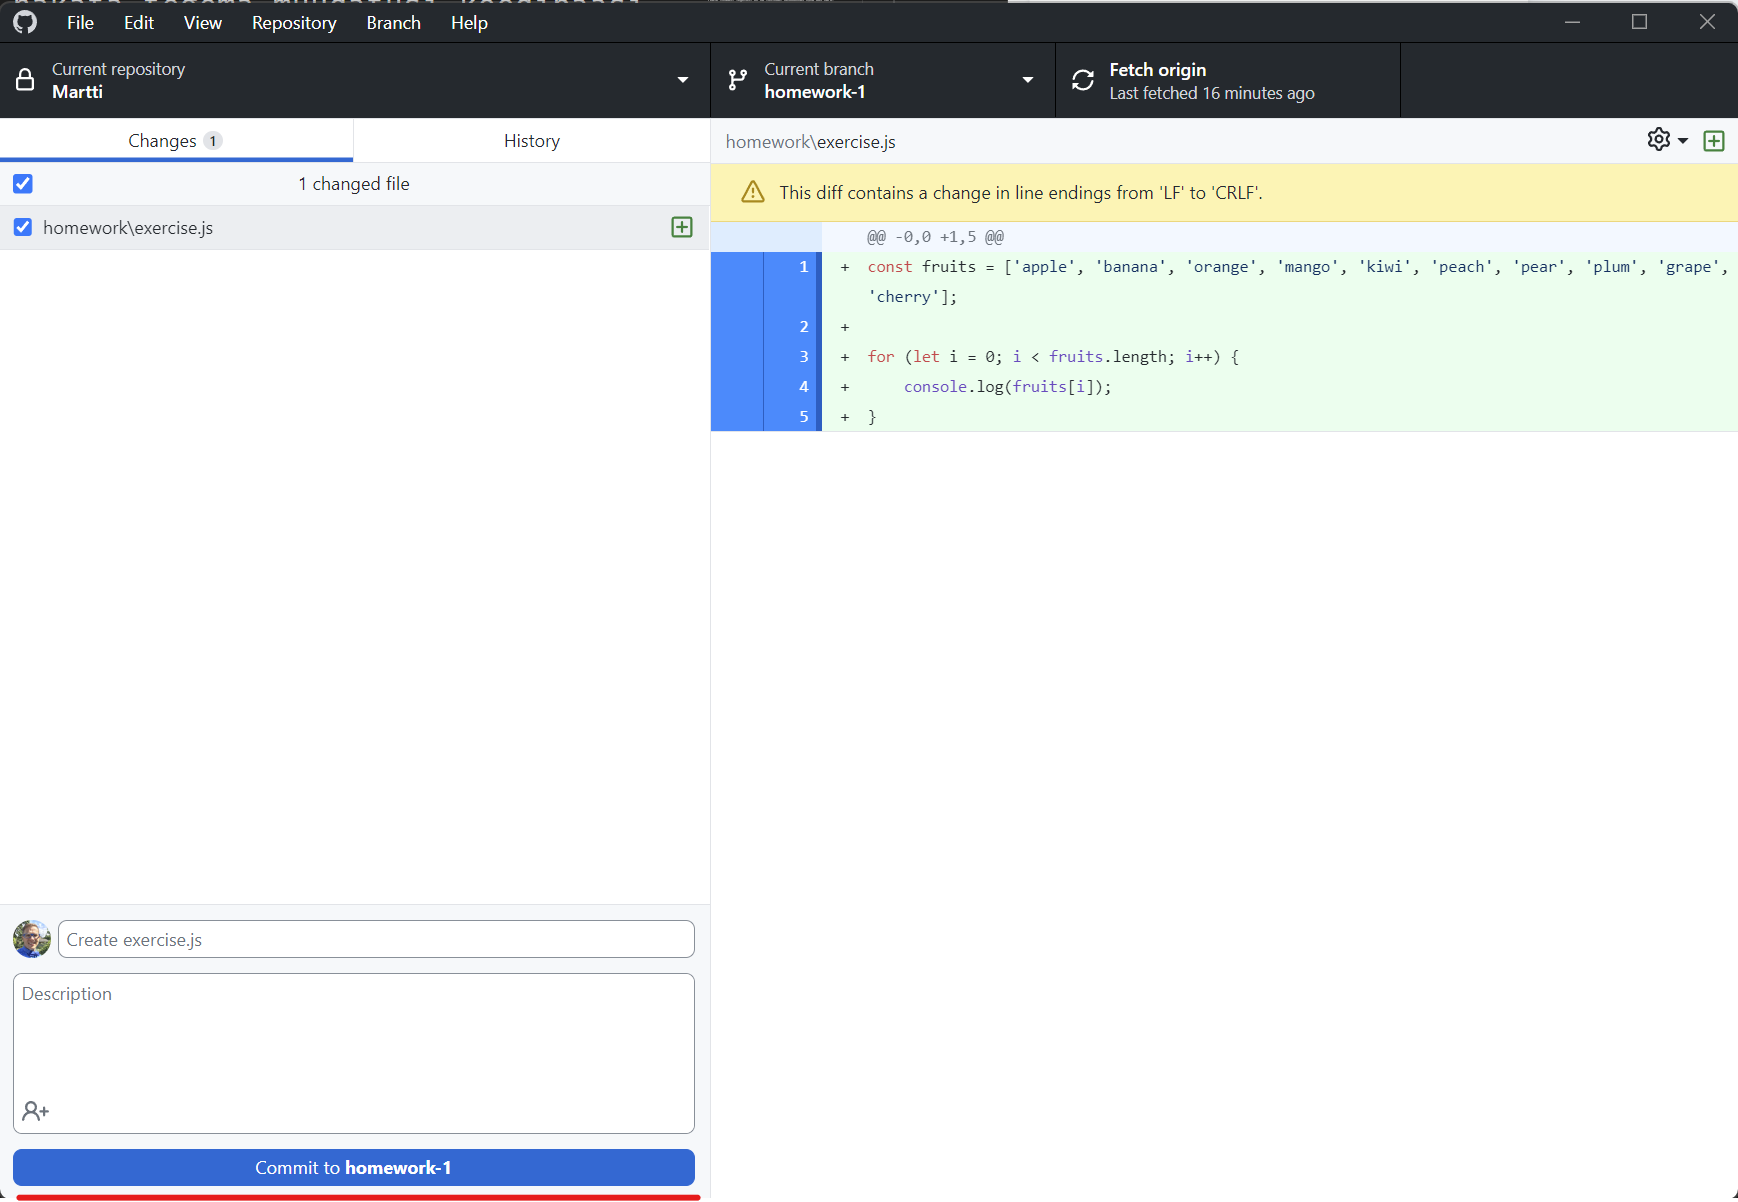 File Edit View Repository Branch Help
Current repository
Martti
Current branch
homework-1
Fetch origin
Last fetched 16 minutes ago
Changes 1
History
homework\exercise.js
1 changed file
homework\exercise.js
This diff contains a change in line endings from 'LF' to 'CRLF'.
@@ -0,0 +1,5 @@
1 + const fruits = ['apple', 'banana', 'orange', 'mango', 'kiwi', 'peach', 'pear', 'plum', 'grape',
'cherry'];
2 +
3 + for (let i = 0; i < fruits.length; i++) {
4 +     console.log(fruits[i]);
5 + }
Create exercise.js
Description
Commit to homework-1